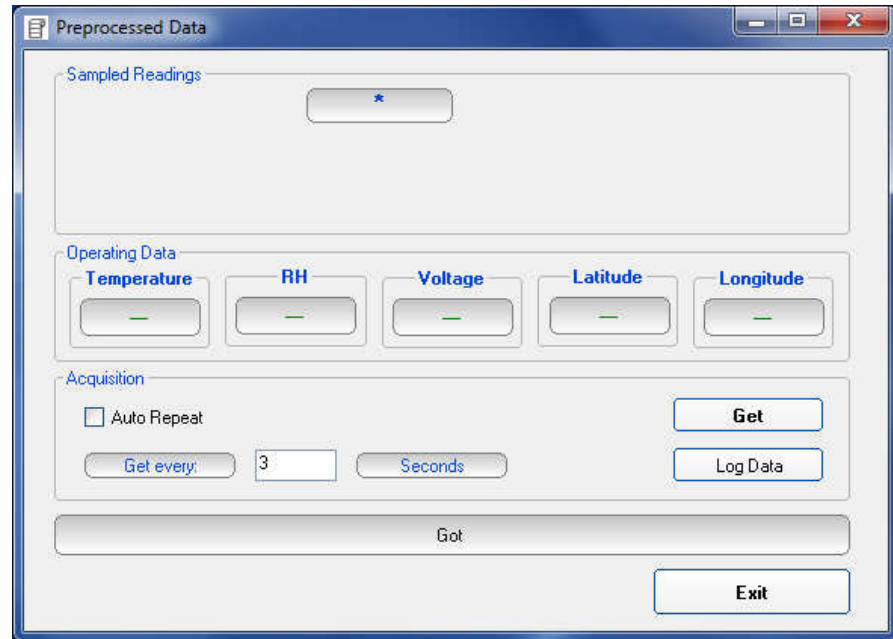 Preprocessed Data
Sampled Readings
*
Operating Data
Temperature RH Voltage Latitude Longitude
— — — — —
Acquisition
Auto Repeat Get
Get every: 3 Seconds Log Data
Got
Exit